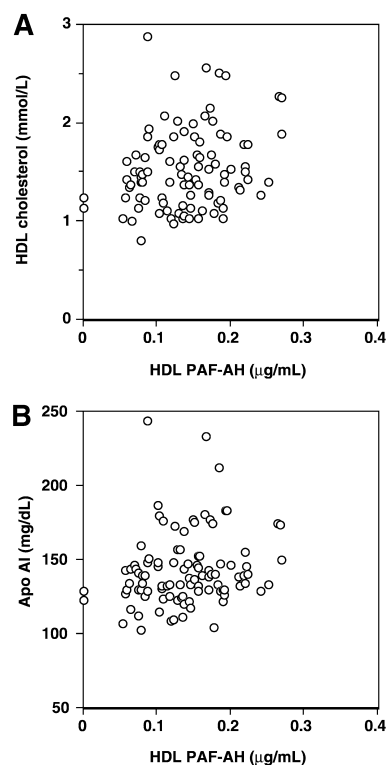 A
3
2
1
0
HDL cholesterol (mmol/L)
0 0.1 0.2 0.3 0.4
HDL PAF-AH (μg/mL)
B
250
200
150
100
50
Apo AI (mg/dL)
0 0.1 0.2 0.3 0.4
HDL PAF-AH (μg/mL)